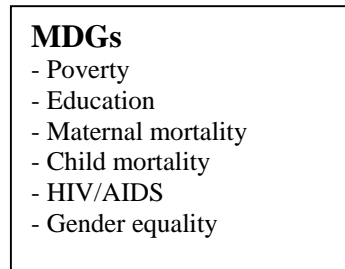 MDGs
- Poverty
- Education
- Maternal mortality
- Child mortality
- HIV/AIDS
- Gender equality